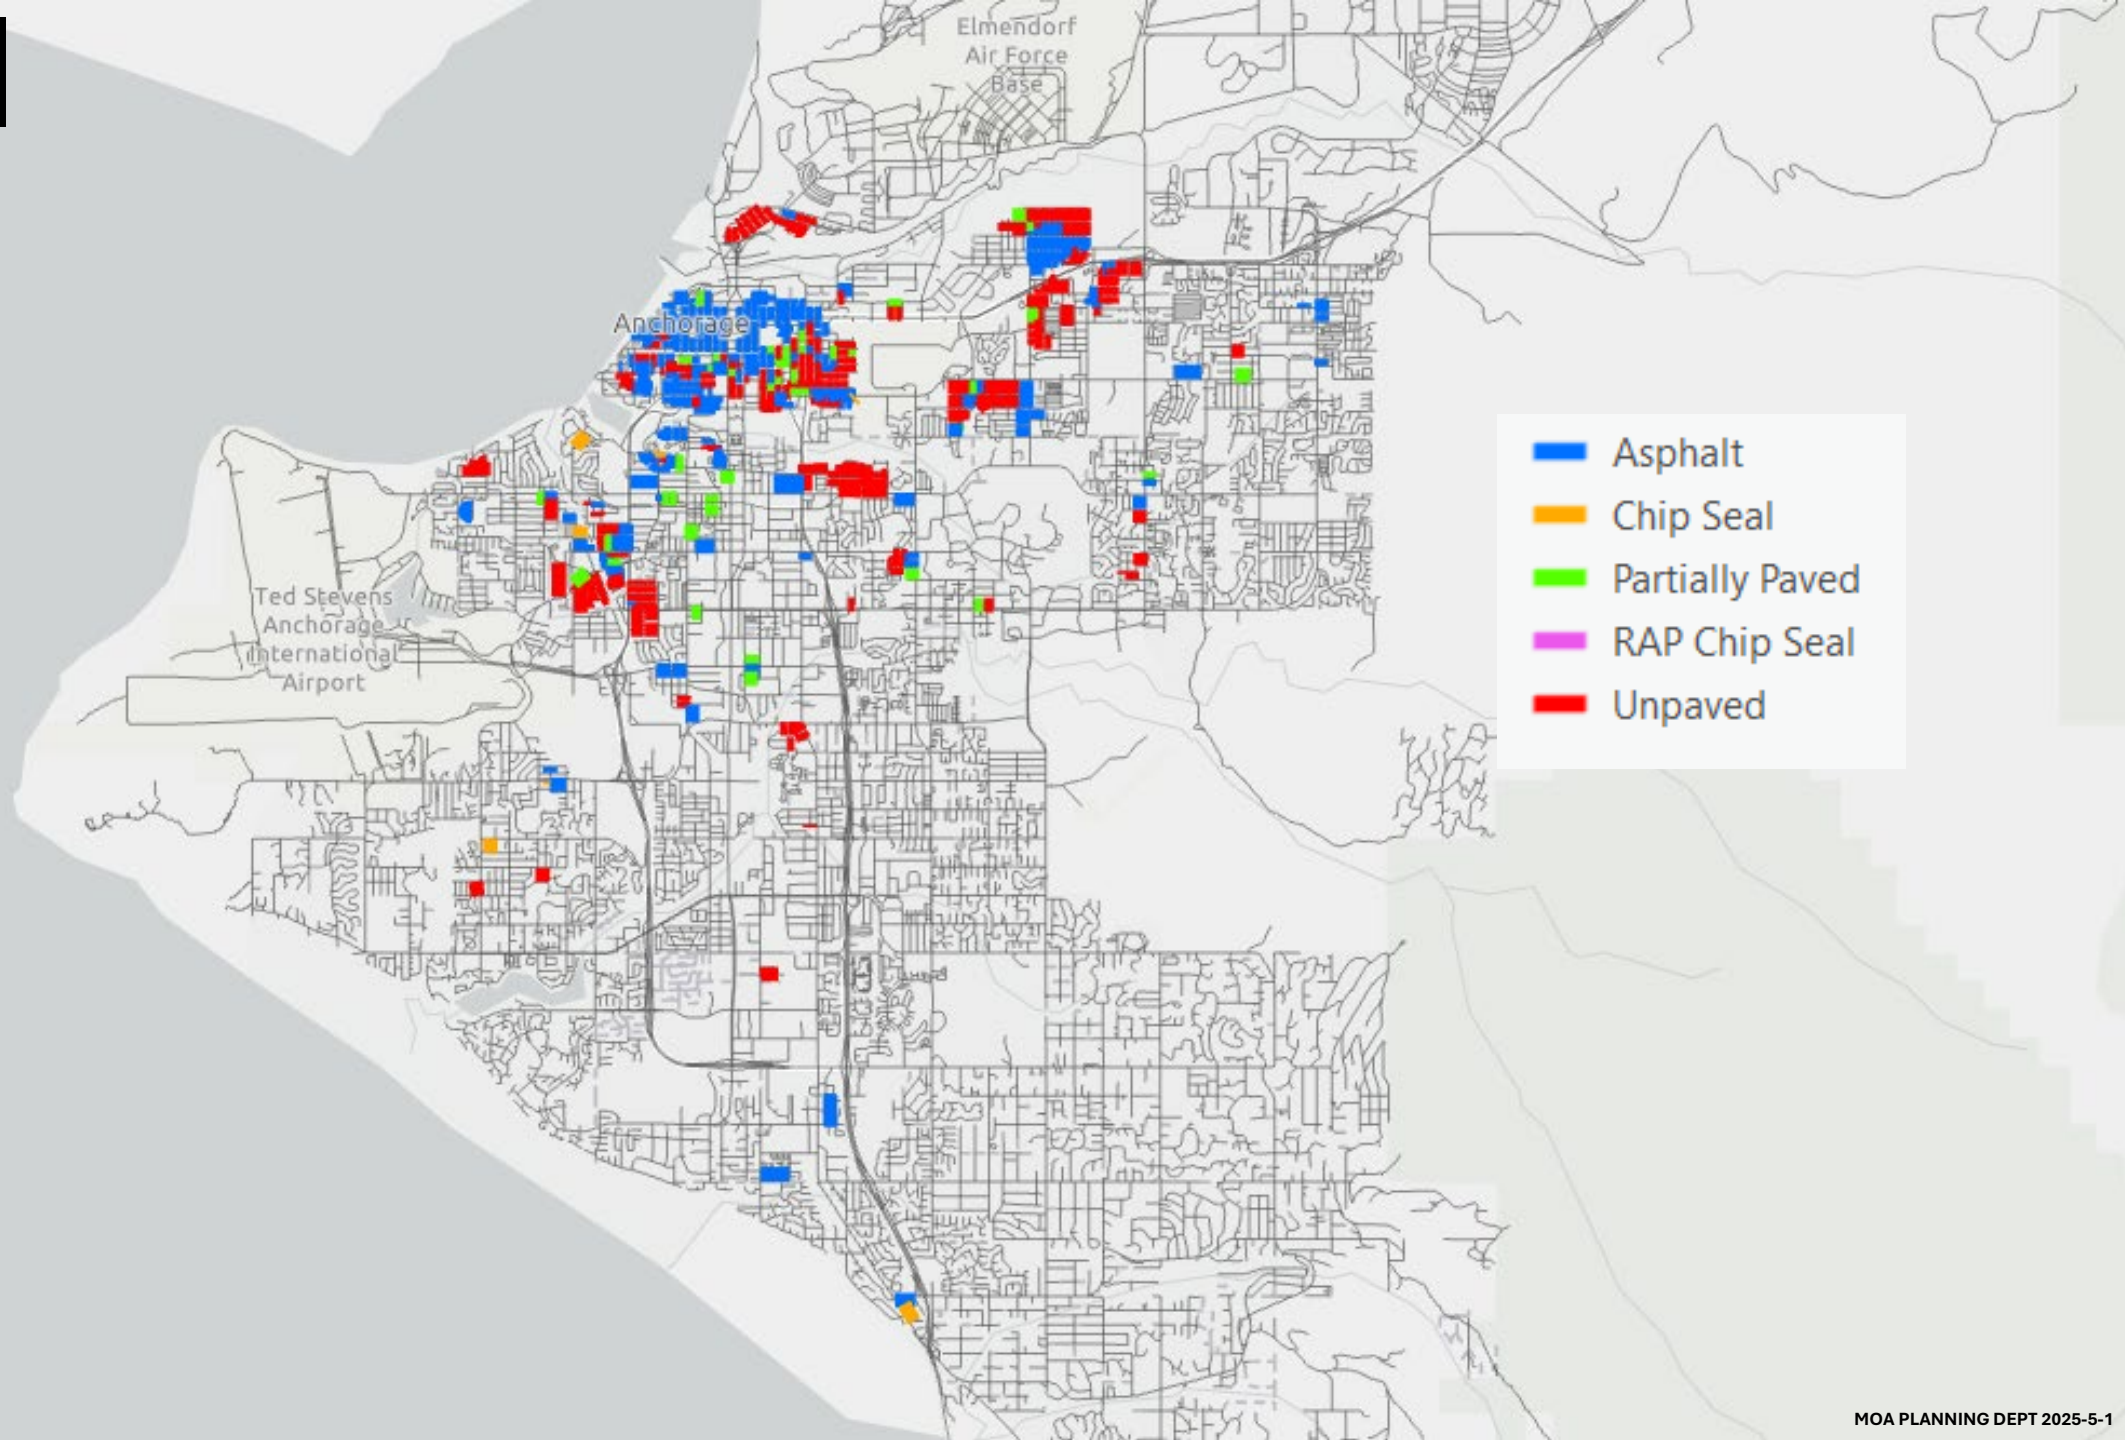 Elmendorf
Air Force
Base
Anchorage
Ted Stevens
Anchorage
International
Airport
Asphalt
Chip Seal
Partially Paved
RAP Chip Seal
Unpaved
MOA PLANNING DEPT 2025-5-1